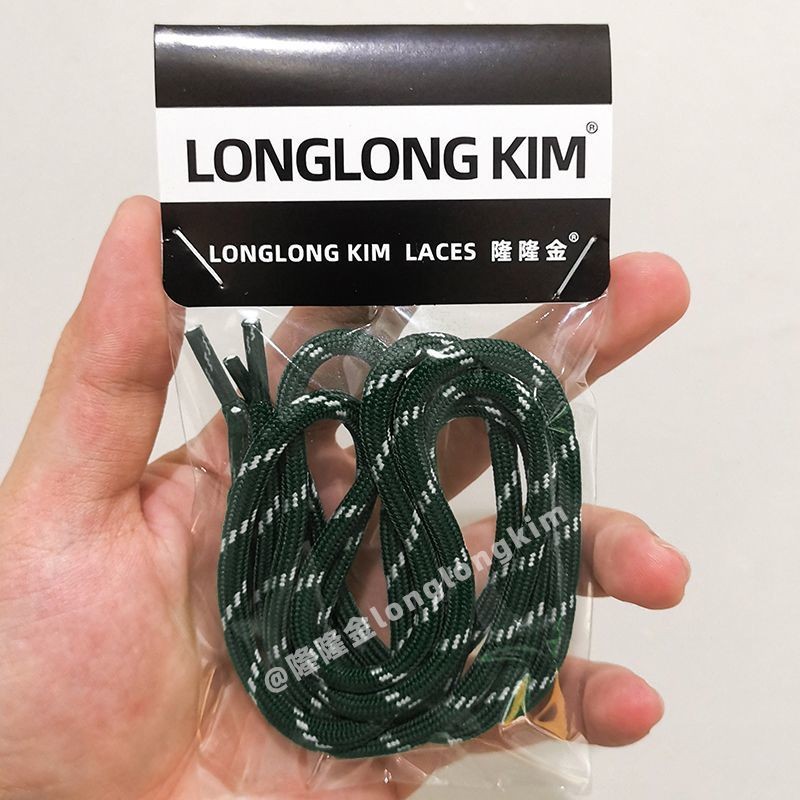 LONGLONG KIM®
LONGLONG KIM LACES 隆隆金®
@隆隆金longlongkim